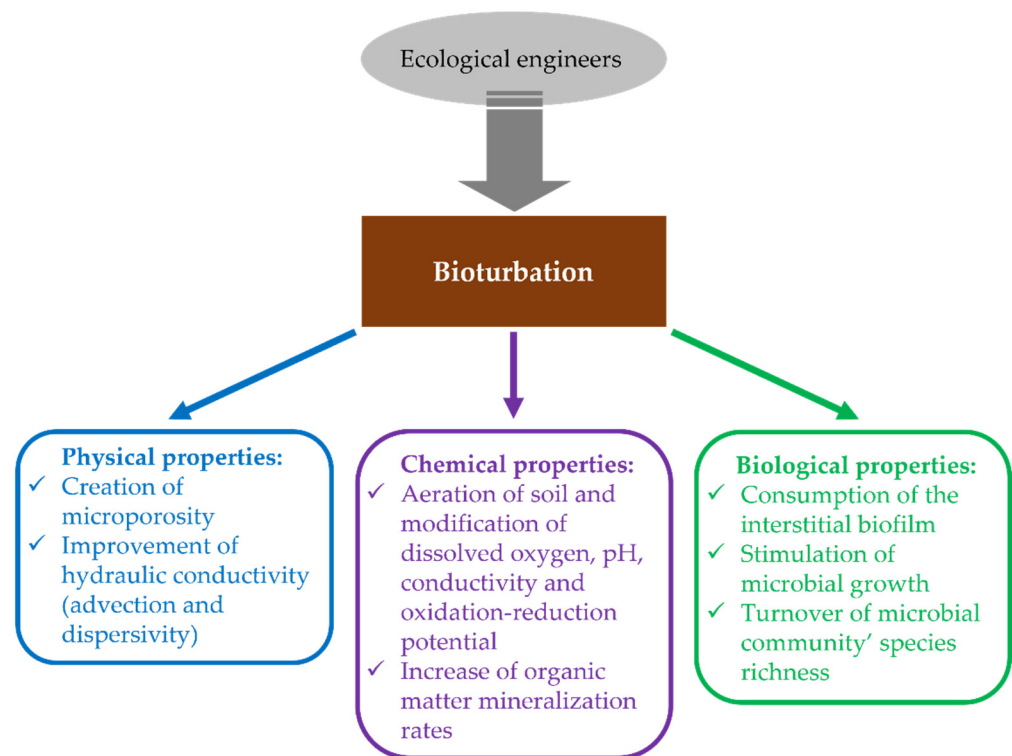 Ecological engineers
Bioturbation
Physical properties:
✓ Creation of
microporosity
✓ Improvement of
hydraulic conductivity
(advection and
dispersivity)
Chemical properties:
✓ Aeration of soil and
modification of
dissolved oxygen, pH,
conductivity and
oxidation-reduction
potential
✓ Increase of organic
matter mineralization
rates
Biological properties:
✓ Consumption of the
interstitial biofilm
✓ Stimulation of
microbial growth
✓ Turnover of microbial
community’ species
richness